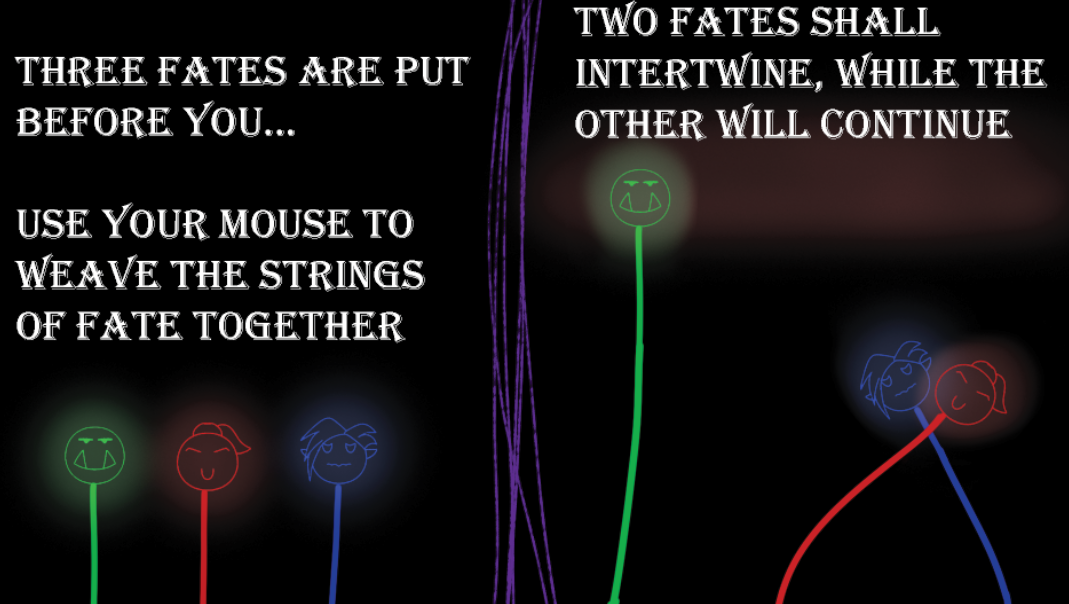 THREE FATES ARE PUT
BEFORE YOU...
USE YOUR MOUSE TO
WEAVE THE STRINGS
OF FATE TOGETHER
TWO FATES SHALL
INTERTWINE, WHILE THE
OTHER WILL CONTINUE